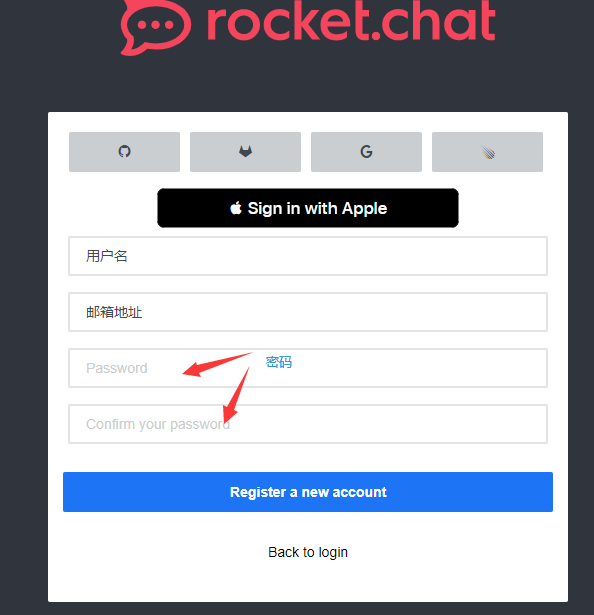 rocket.chat
Sign in with Apple
用户名
邮箱地址
Password
密码
Confirm your password
Register a new account
Back to login